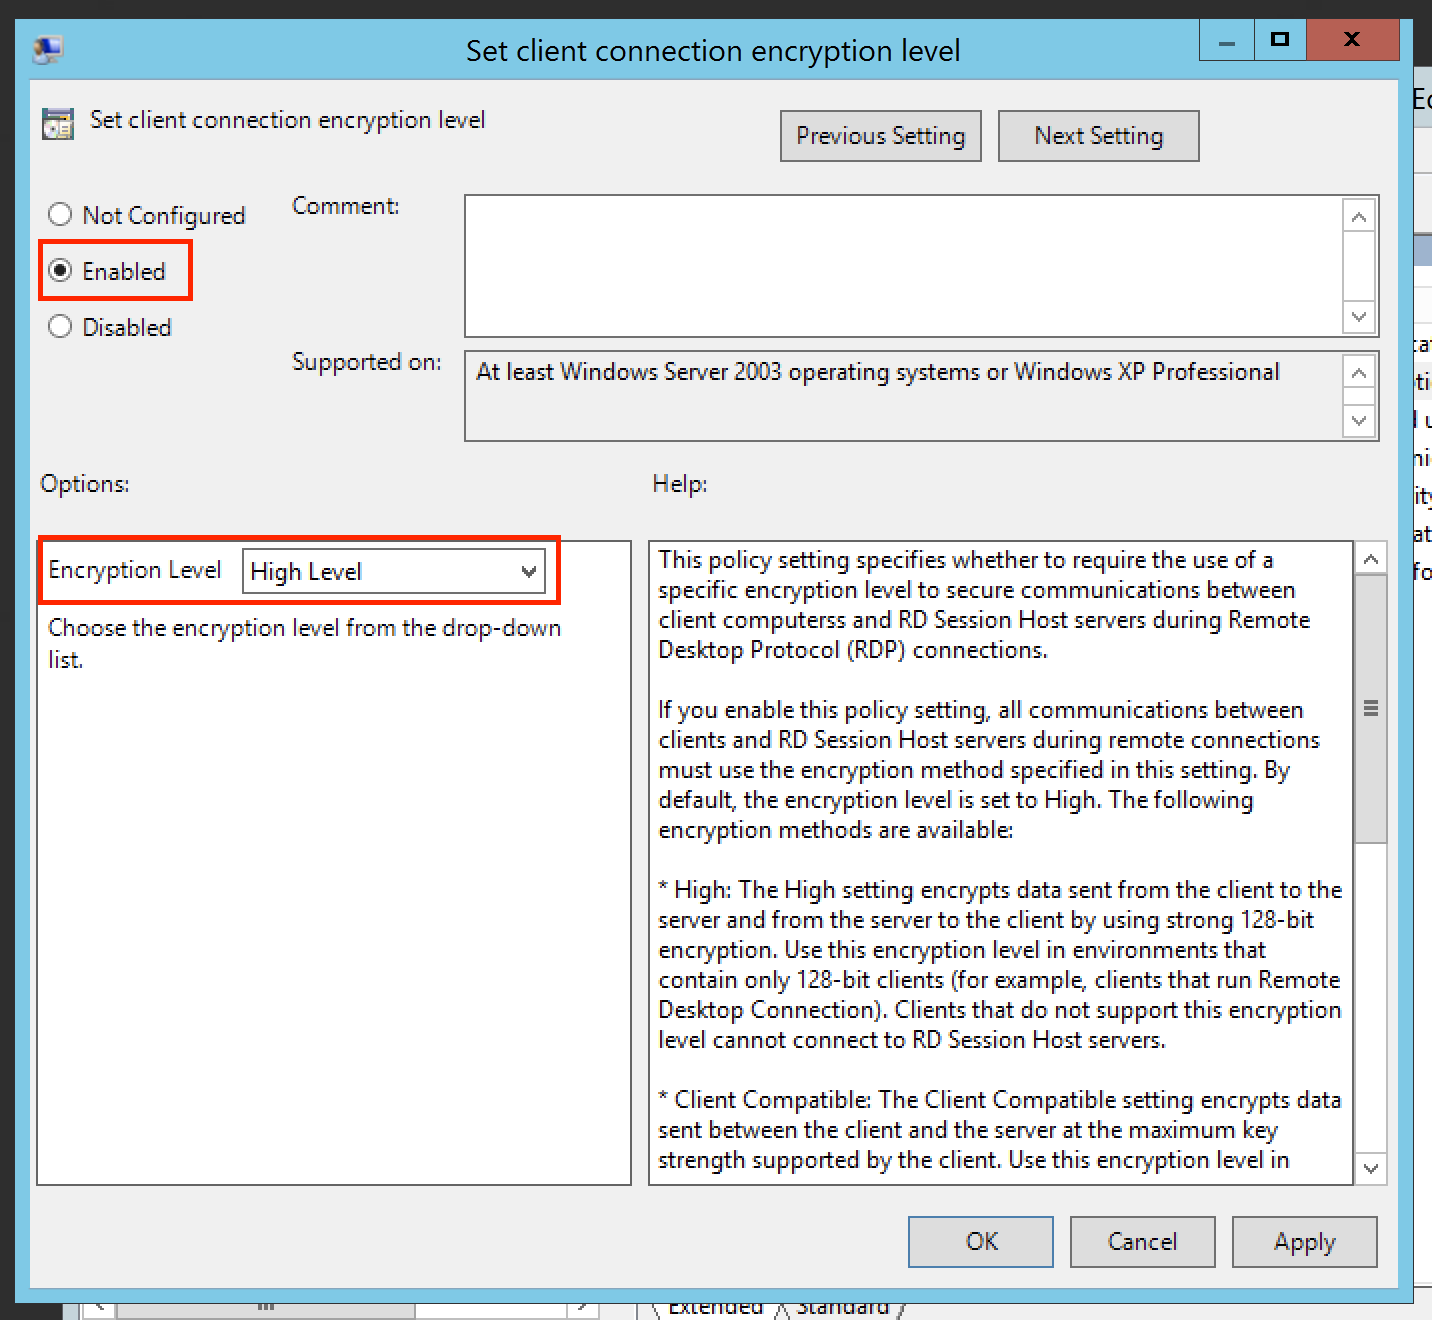 Set client connection encryption level
Set client connection encryption level
Previous Setting
Next Setting
Not Configured
Enabled
Disabled
Comment:
Supported on:
At least Windows Server 2003 operating systems or Windows XP Professional
Options:
Help:
Encryption Level
High Level
Choose the encryption level from the drop-down
list.
This policy setting specifies whether to require the use of a
specific encryption level to secure communications between
client computerss and RD Session Host servers during Remote
Desktop Protocol (RDP) connections.
If you enable this policy setting, all communications between
clients and RD Session Host servers during remote connections
must use the encryption method specified in this setting. By
default, the encryption level is set to High. The following
encryption methods are available:
* High: The High setting encrypts data sent from the client to the
server and from the server to the client by using strong 128-bit
encryption. Use this encryption level in environments that
contain only 128-bit clients (for example, clients that run Remote
Desktop Connection). Clients that do not support this encryption
level cannot connect to RD Session Host servers.
* Client Compatible: The Client Compatible setting encrypts data
sent between the client and the server at the maximum key
strength supported by the client. Use this encryption level in
OK
Cancel
Apply
Extended
Standard